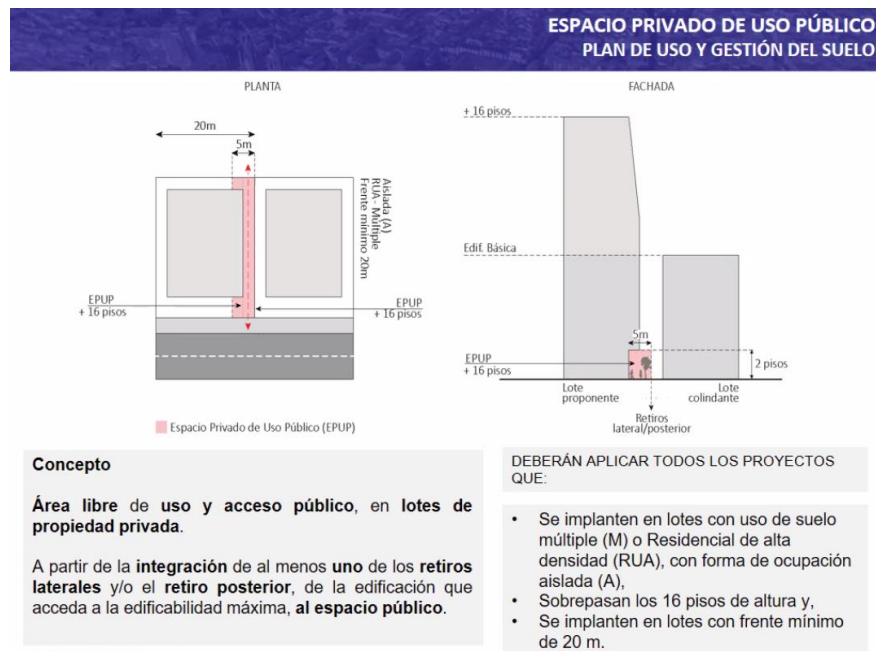 ESPACIO PRIVADO DE USO PÚBLICO
PLAN DE USO Y GESTIÓN DEL SUELO
PLANTA
20m
5m
Aislada (A)
RUA- Múltiple
Frente mínimo 20m
EPUP
+ 16 pisos
EPUP
+ 16 pisos
Espacio Privado de Uso Público (EPUP)
FACHADA
+ 16 pisos
Edif. Básica
5m
EPUP
+ 16 pisos
2 pisos
Lote
proponente
Lote
colindante
Retiros
lateral/posterior
Concepto
Área libre de uso y acceso público, en lotes de
propiedad privada.
A partir de la integración de al menos uno de los retiros
laterales y/o el retiro posterior, de la edificación que
acceda a la edificabilidad máxima, al espacio público.
DEBERÁN APLICAR TODOS LOS PROYECTOS
QUE:
• Se implanten en lotes con uso de suelo
múltiple (M) o Residencial de alta
densidad (RUA), con forma de ocupación
aislada (A),
• Sobrepasan los 16 pisos de altura y,
• Se implanten en lotes con frente mínimo
de 20 m.